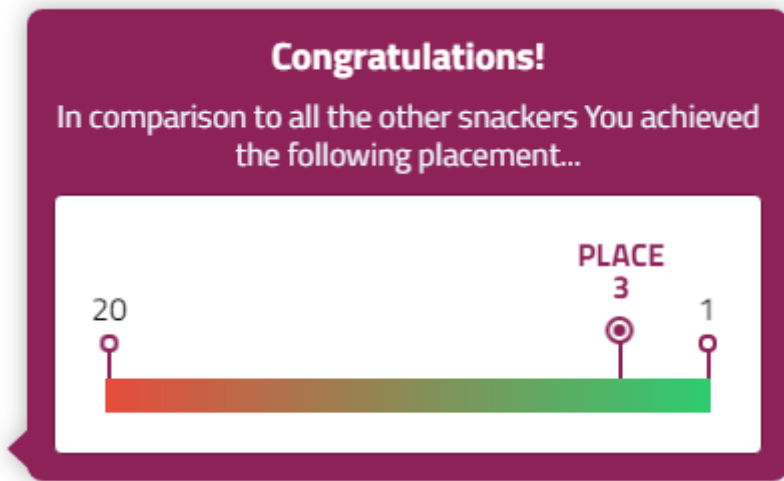 Congratulations!
In comparison to all the other snackers You achieved
the following placement...
PLACE
3
20
1